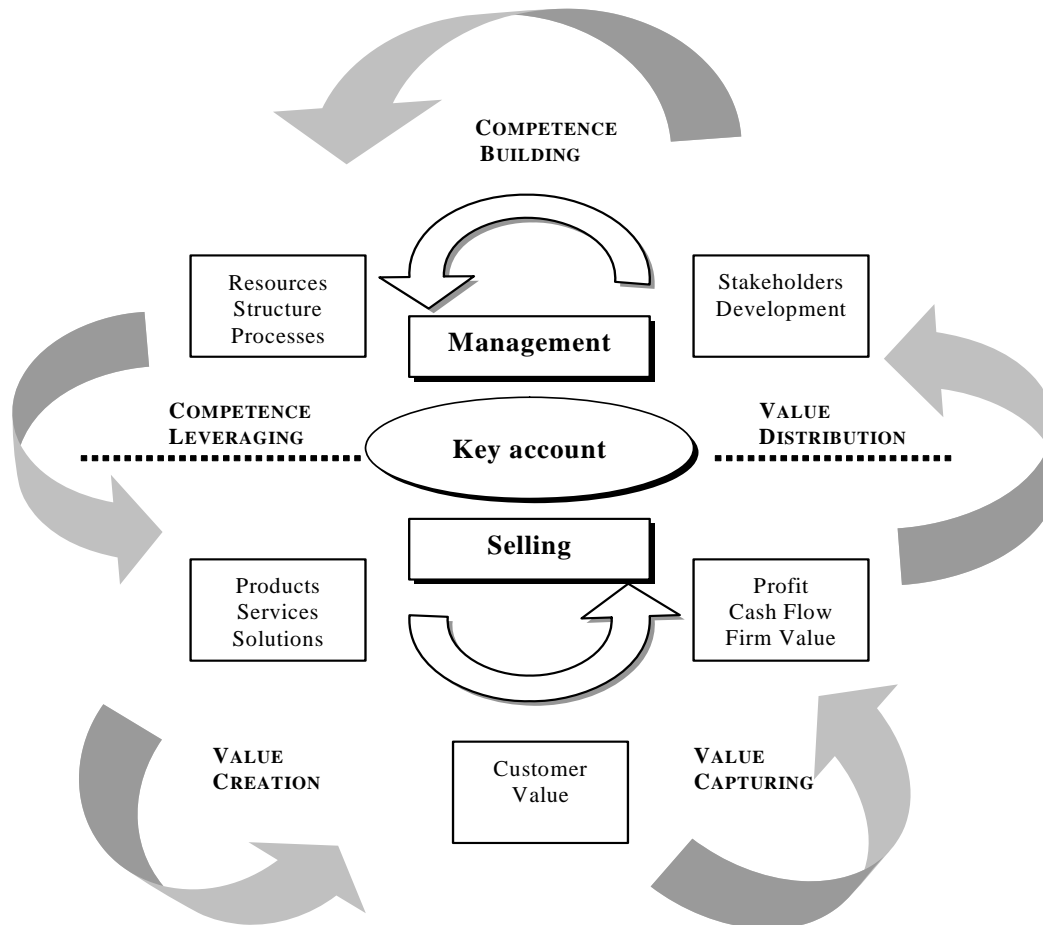 COMPETENCE
BUILDING
Resources
Structure
Processes
Stakeholders
Development
Management
COMPETENCE
LEVERAGING
Key account
VALUE
DISTRIBUTION
Selling
Products
Services
Solutions
Profit
Cash Flow
Firm Value
VALUE
CREATION
Customer
Value
VALUE
CAPTURING